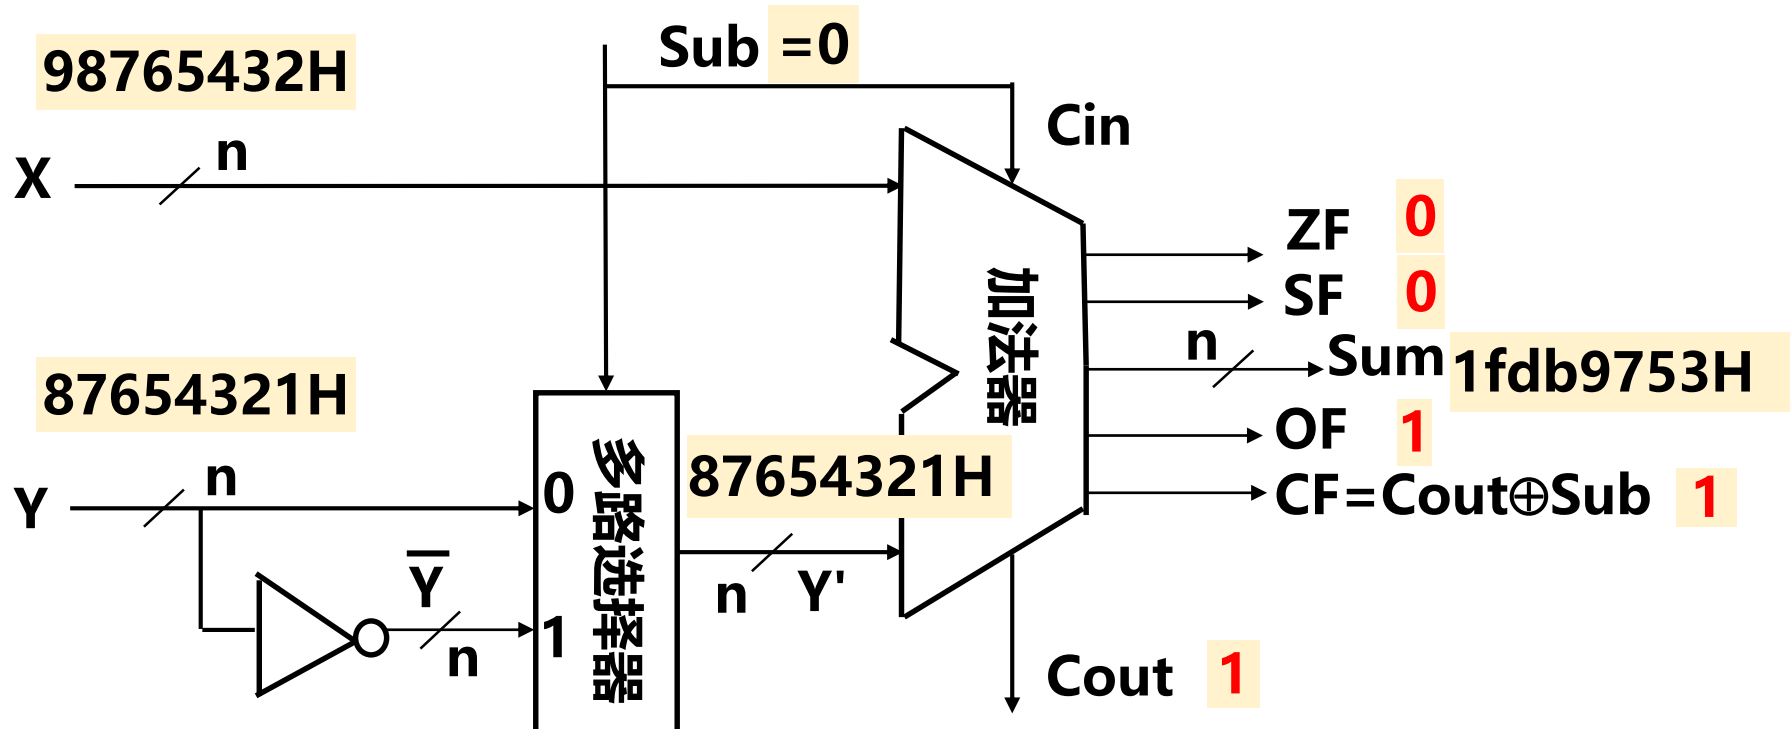 Sub =0
98765432H
Cin
n
X
ZF 0
SF 0
加法器
n
Sum 1fdb9753H
87654321H
OF 1
多路选择器
87654321H
n
0
CF=Cout⊕Sub 1
Y
Y
n
Y'
1
n
Cout 1